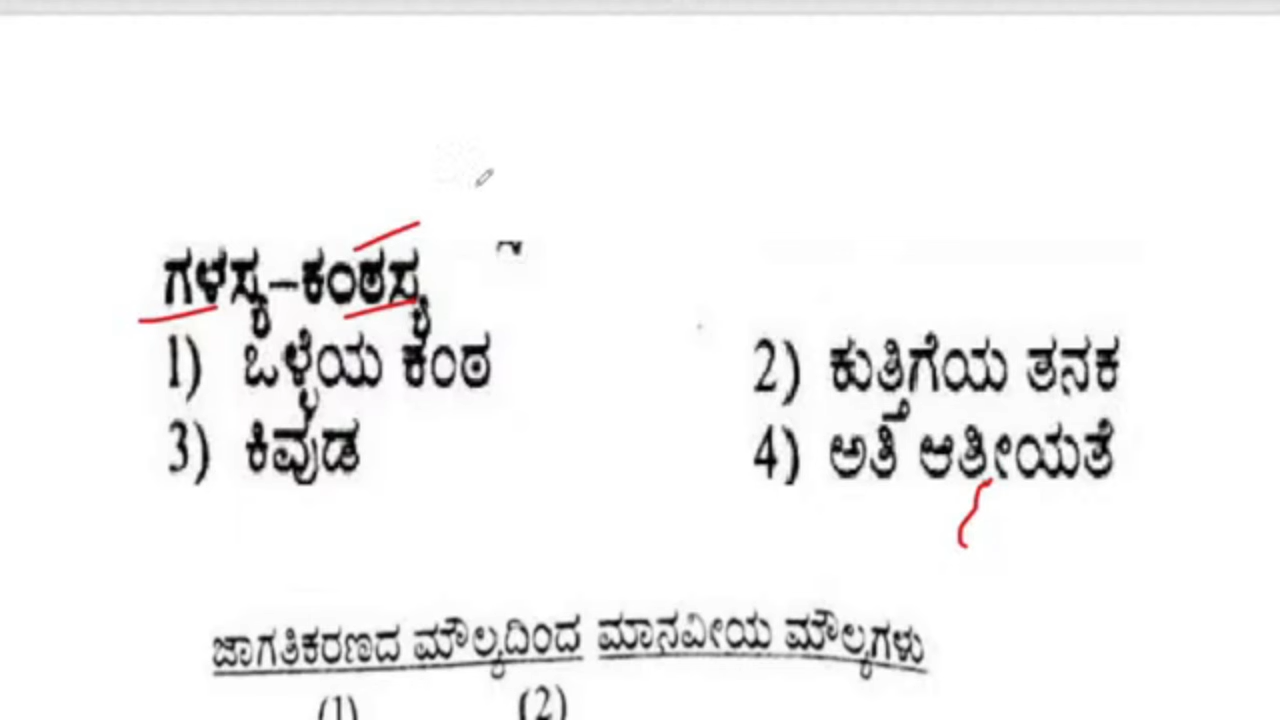 ಗಳಸ್ಯ–ಕಂಠಸ್ಯ
1) ಒಳ್ಳೆಯ ಕಂಠ 2) ಕುತ್ತಿಗೆಯ ತನಕ
3) ಕಿವುಡ 4) ಅತಿ ಆತಿೀಯತೆ
ಜಾಗತಿಕರಣದ ಮೌಲ್ಯದಿಂದ ಮಾನವೀಯ ಮೌಲ್ಯಗಳು
(1) (2)